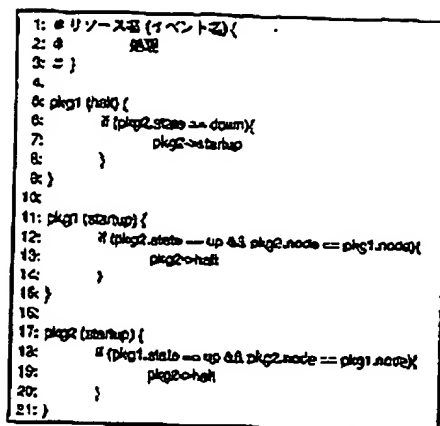 1: # リソース名 (イベント名) {
2: # 処理
3: # }
4:
5: pkg1 (halt) {
6: if (pkg2.state == down){
7: pkg2->startup
8: }
9: }
10:
11: pkg1 (startup) {
12: if (pkg2.state == up && pkg2.node == pkg1.node){
13: pkg2->halt
14: }
15: }
16:
17: pkg2 (startup) {
18: if (pkg1.state == up && pkg2.node == pkg1.node){
19: pkg2->halt
20: }
21: }